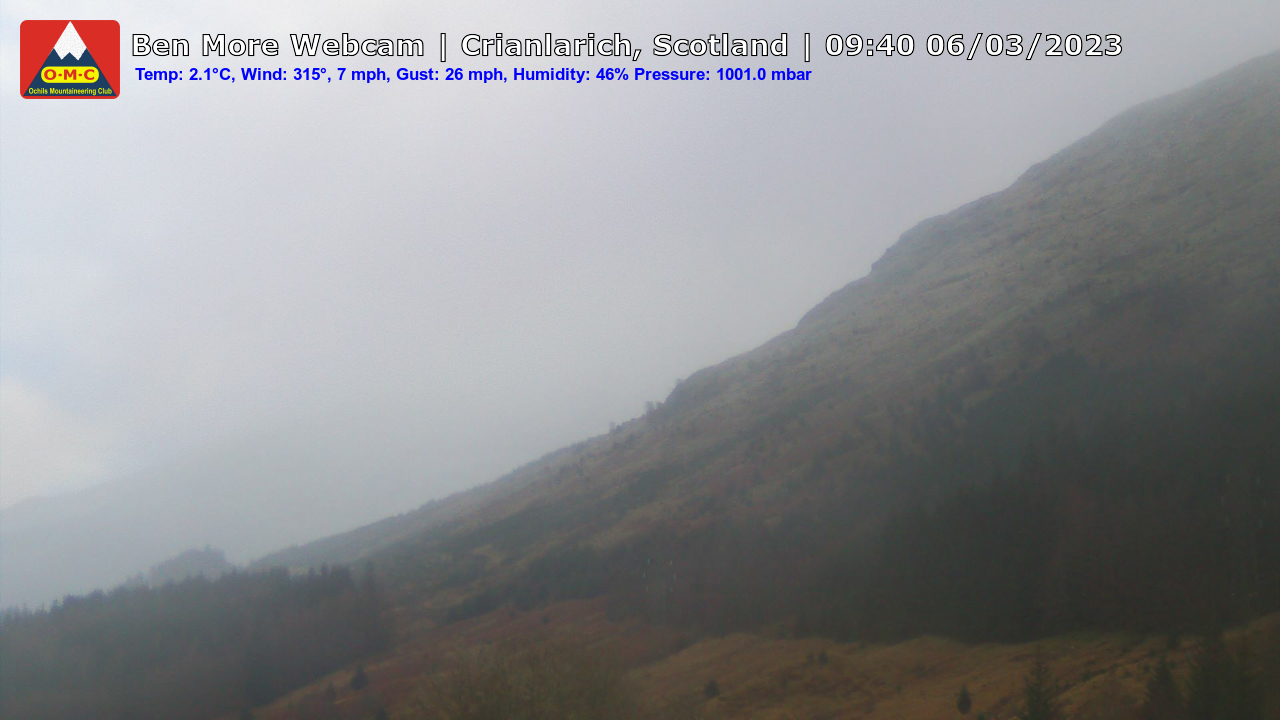 Ben More Webcam | Crianlarich, Scotland | 09:40 06/03/2023
Temp: 2.1°C, Wind: 315°, 7 mph, Gust: 26 mph, Humidity: 46% Pressure: 1001.0 mbar
O·M·C
Ochils Mountaineering Club